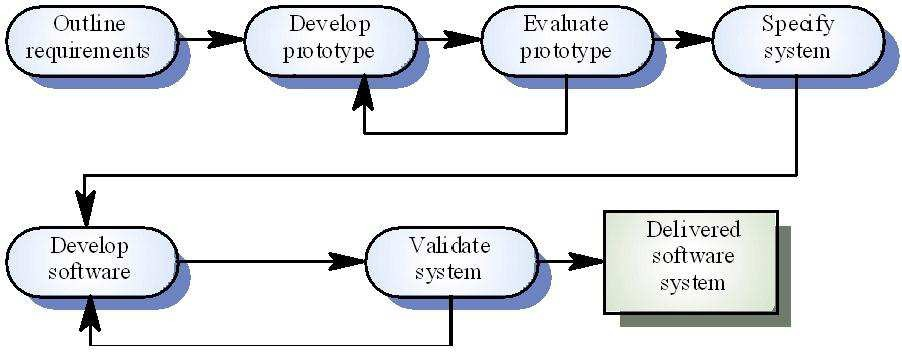 Outline
requirements
Develop
prototype
Evaluate
prototype
Specify
system
Develop
software
Validate
system
Delivered
software
system